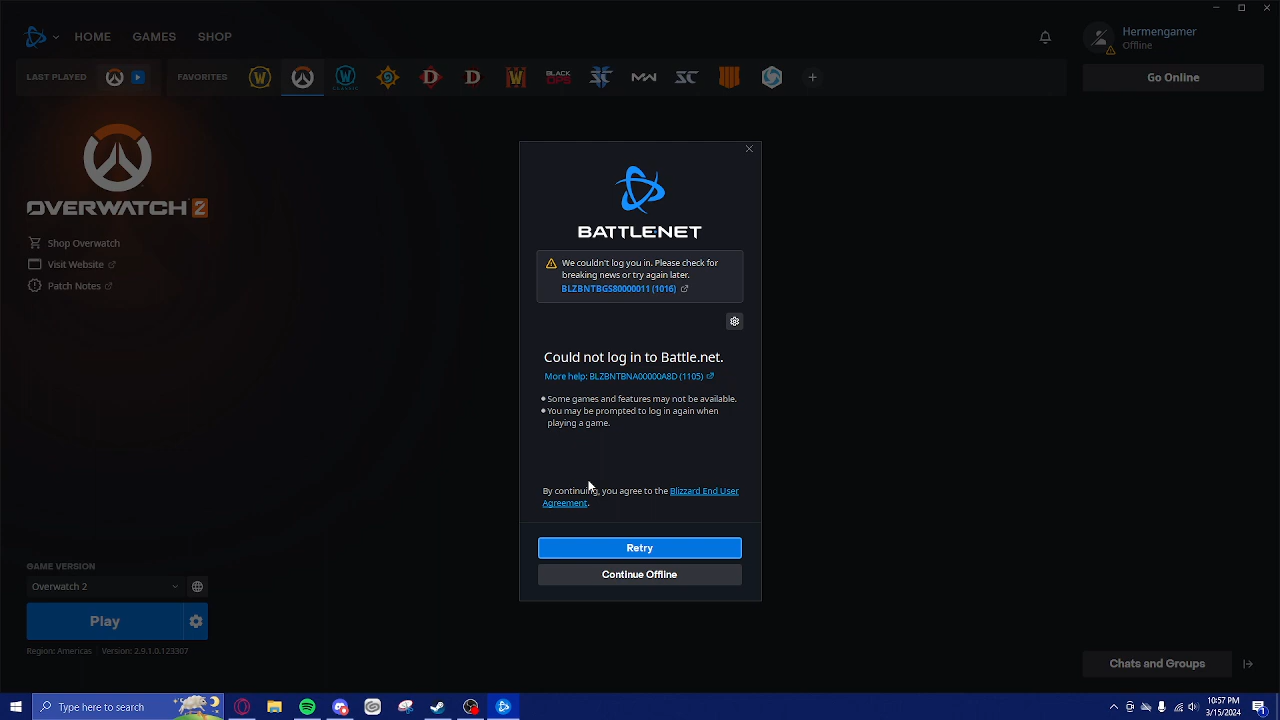 HOME GAMES SHOP
Hermengamer
Offline
LAST PLAYED
FAVORITES
CLASSIC
BLACK OPS
Go Online
OVERWATCH 2
Shop Overwatch
Visit Website
Patch Notes
BATTLE.NET
We couldn't log you in. Please check for
breaking news or try again later.
BLZBNTBGS80000011 (1016)
Could not log in to Battle.net.
More help: BLZBNTBNA00000A8D (1105)
Some games and features may not be available.
You may be prompted to log in again when
playing a game.
By continuing, you agree to the Blizzard End User
Agreement.
Retry
Continue Offline
GAME VERSION
Overwatch 2
Play
Region: Americas Version: 2.9.1.0.123307
Chats and Groups
Type here to search
10:57 PM
3/15/2024